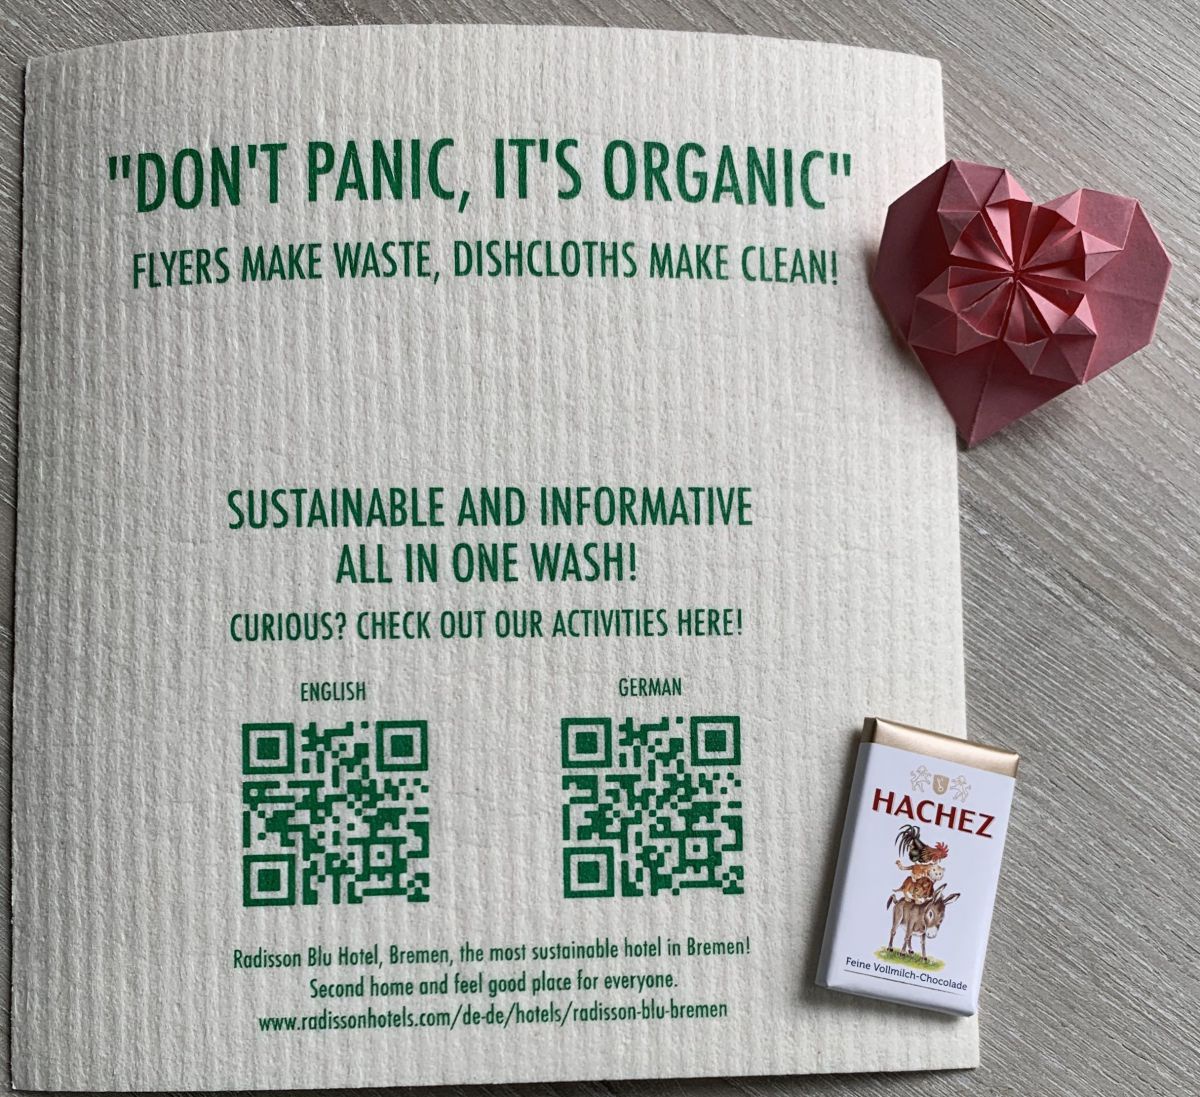 "DON'T PANIC, IT'S ORGANIC"
FLYERS MAKE WASTE, DISHCLOTHS MAKE CLEAN!
SUSTAINABLE AND INFORMATIVE
ALL IN ONE WASH!
CURIOUS? CHECK OUT OUR ACTIVITIES HERE!
ENGLISH
GERMAN
Radisson Blu Hotel, Bremen, the most sustainable hotel in Bremen!
Second home and feel good place for everyone.
www.radissonhotels.com/de-de/hotels/radisson-blu-bremen
HACHEZ
Feine Vollmilch-Chocolade